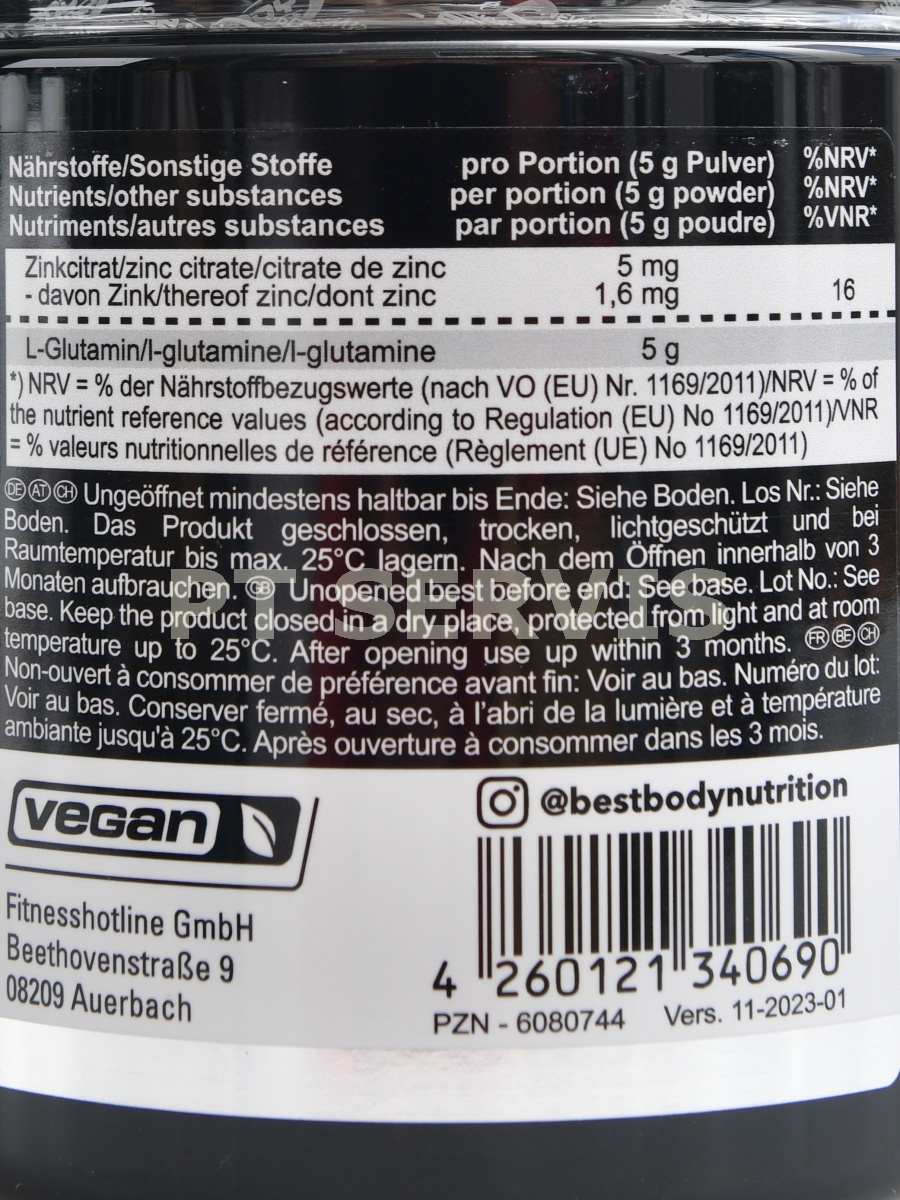 Nährstoffe/Sonstige Stoffe pro Portion (5 g Pulver) %NRV*
Nutrients/other substances per portion (5 g powder) %NRV*
Nutriments/autres substances par portion (5 g poudre) %VNR*
Zinkcitrat/zinc citrate/citrate de zinc 5 mg
- davon Zink/thereof zinc/dont zinc 1,6 mg 16
L-Glutamin/l-glutamine/l-glutamine 5 g
*) NRV = % der Nährstoffbezugswerte (nach VO (EU) Nr. 1169/2011)/NRV = % of
the nutrient reference values (according to Regulation (EU) No 1169/2011)/VNR
= % valeurs nutritionnelles de référence (Règlement (UE) No 1169/2011)
DE AT CH Ungeöffnet mindestens haltbar bis Ende: Siehe Boden. Los Nr.: Siehe
Boden. Das Produkt geschlossen, trocken, lichtgeschützt und bei
Raumtemperatur bis max. 25°C lagern. Nach dem Öffnen innerhalb von 3
Monaten aufbrauchen. GB Unopened best before end: See base. Lot No.: See
base. Keep the product closed in a dry place, protected from light and at room
temperature up to 25°C. After opening use up within 3 months. FR BE CH
Non-ouvert à consommer de préférence avant fin: Voir au bas. Numéro du lot:
Voir au bas. Conserver fermé, au sec, à l'abri de la lumière et à température
ambiante jusqu'à 25°C. Après ouverture à consommer dans les 3 mois.
PT SERVIS
vegan
@bestbodynutrition
Fitnesshotline GmbH
Beethovenstraße 9
08209 Auerbach
4 260121 340690
PZN - 6080744 Vers. 11-2023-01